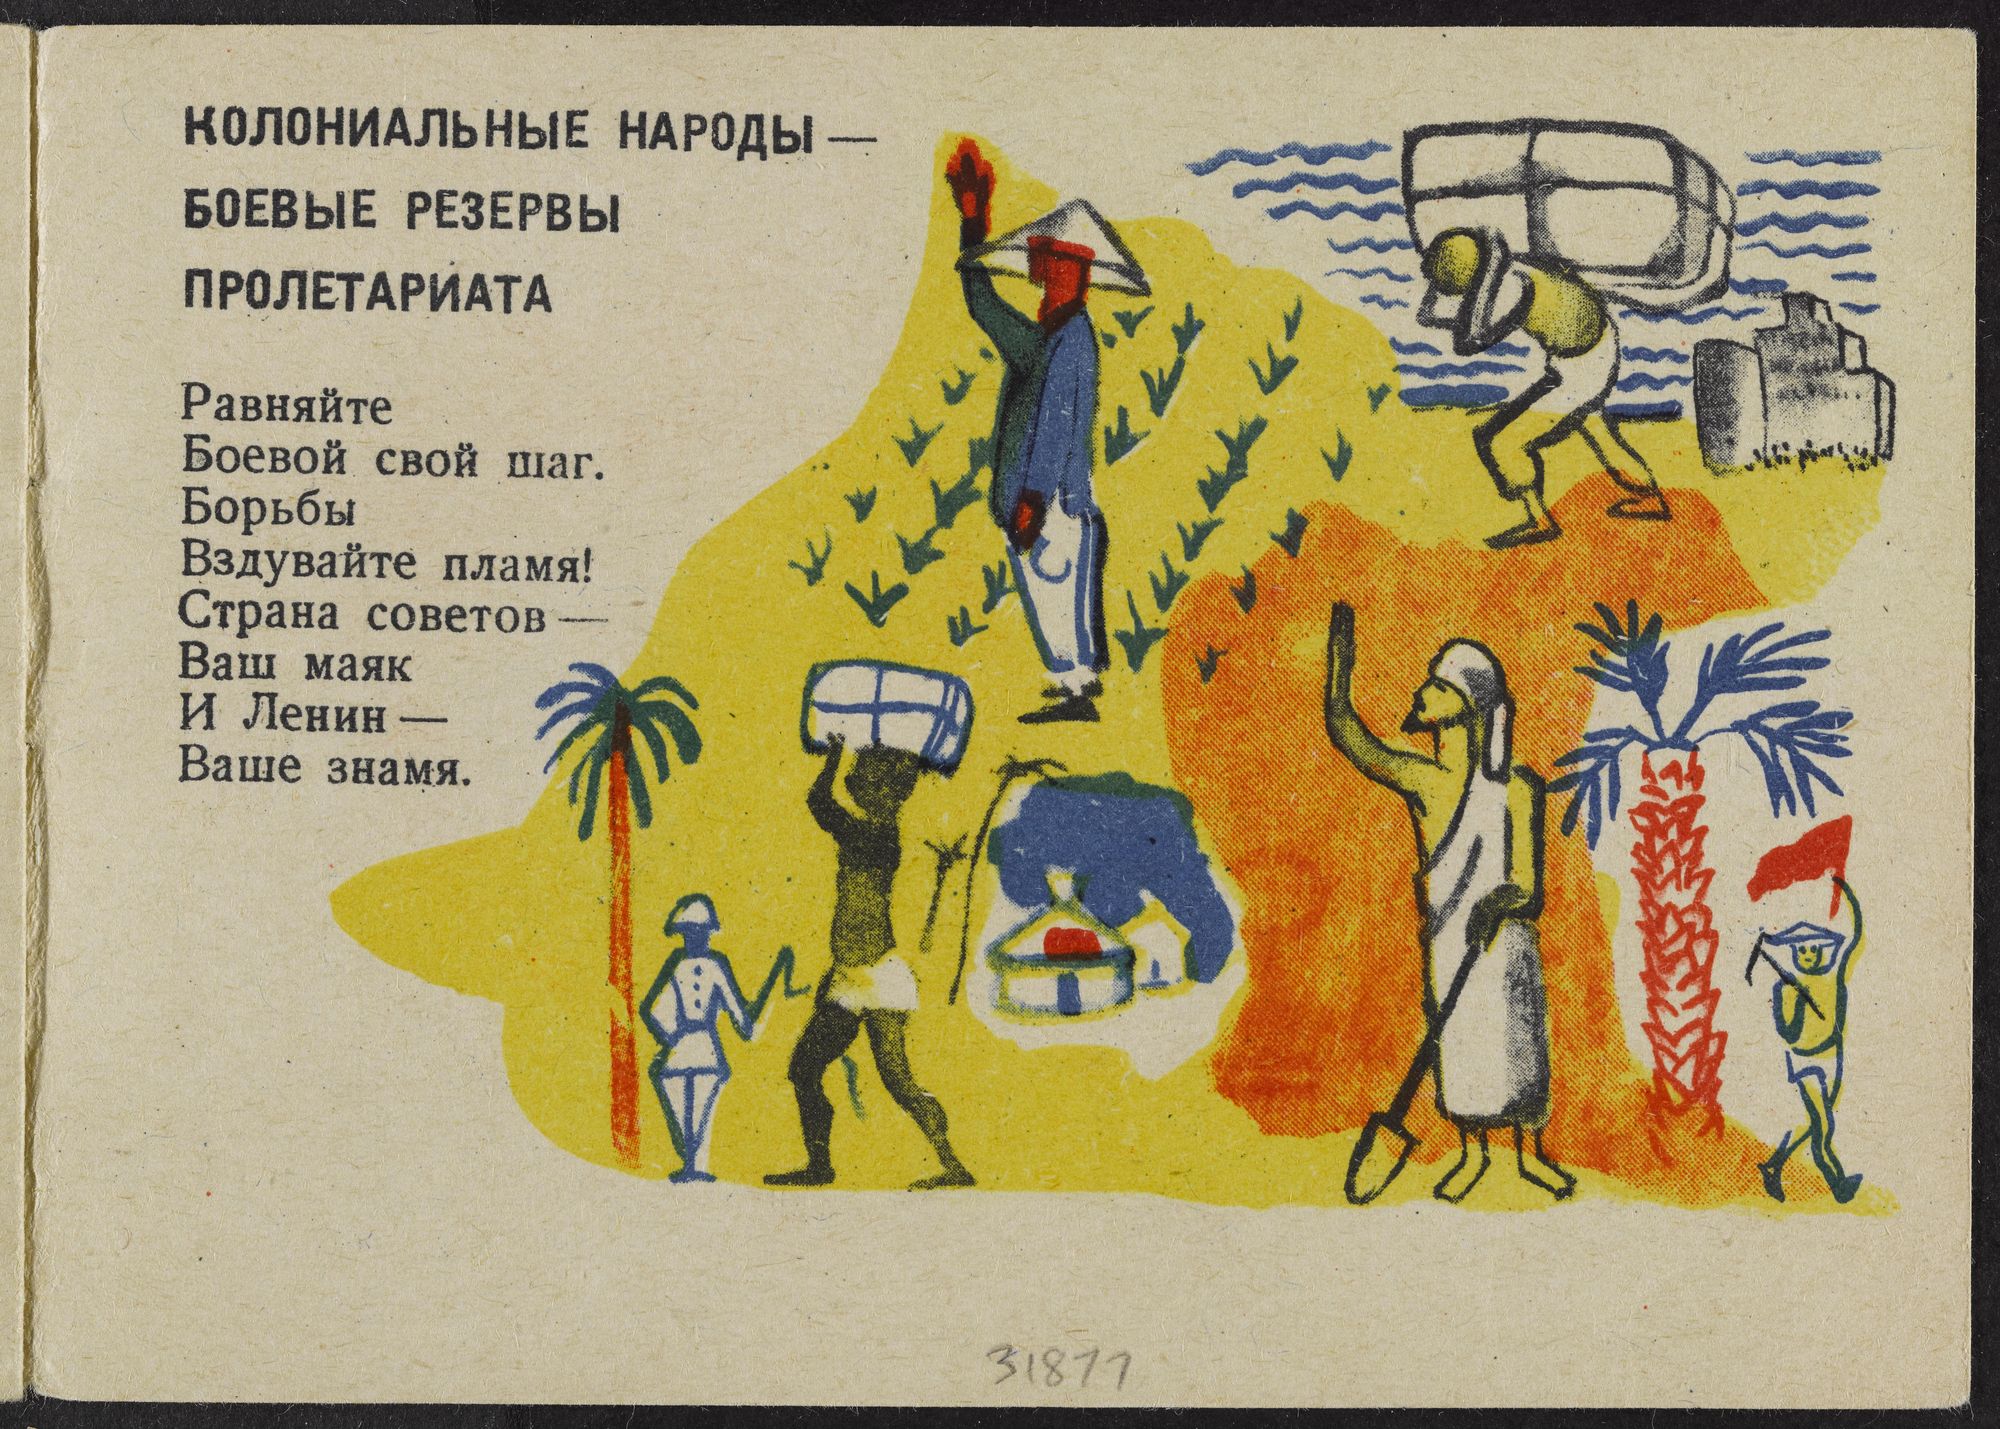 КОЛОНИАЛЬНЫЕ НАРОДЫ —
БОЕВЫЕ РЕЗЕРВЫ
ПРОЛЕТАРИАТА
Равняйте
Боевой свой шаг.
Борьбы
Вздувайте пламя!
Страна советов —
Ваш маяк
И Ленин —
Ваше знамя.
31877